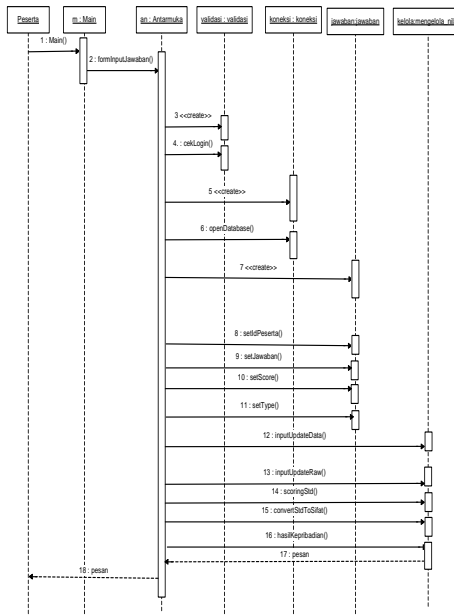 Peserta
m : Main
an : Antarmuka
validasi : validasi
koneksi : koneksi
jawaban:jawaban
kelola:mengelola_nil
1 : Main()
2 : formInputJawaban()
3 <<create>>
4. : cekLogin()
5 <<create>>
6 : openDatabase()
7 <<create>>
8 : setIdPeserta()
9 : setJawaban()
10 : setScore()
11 : setType()
12 : inputUpdateData()
13 : inputUpdateRaw()
14 : scoringStd()
15 : convertStdToSifat()
16 : hasilKepribadian()
17 : pesan
18 : pesan